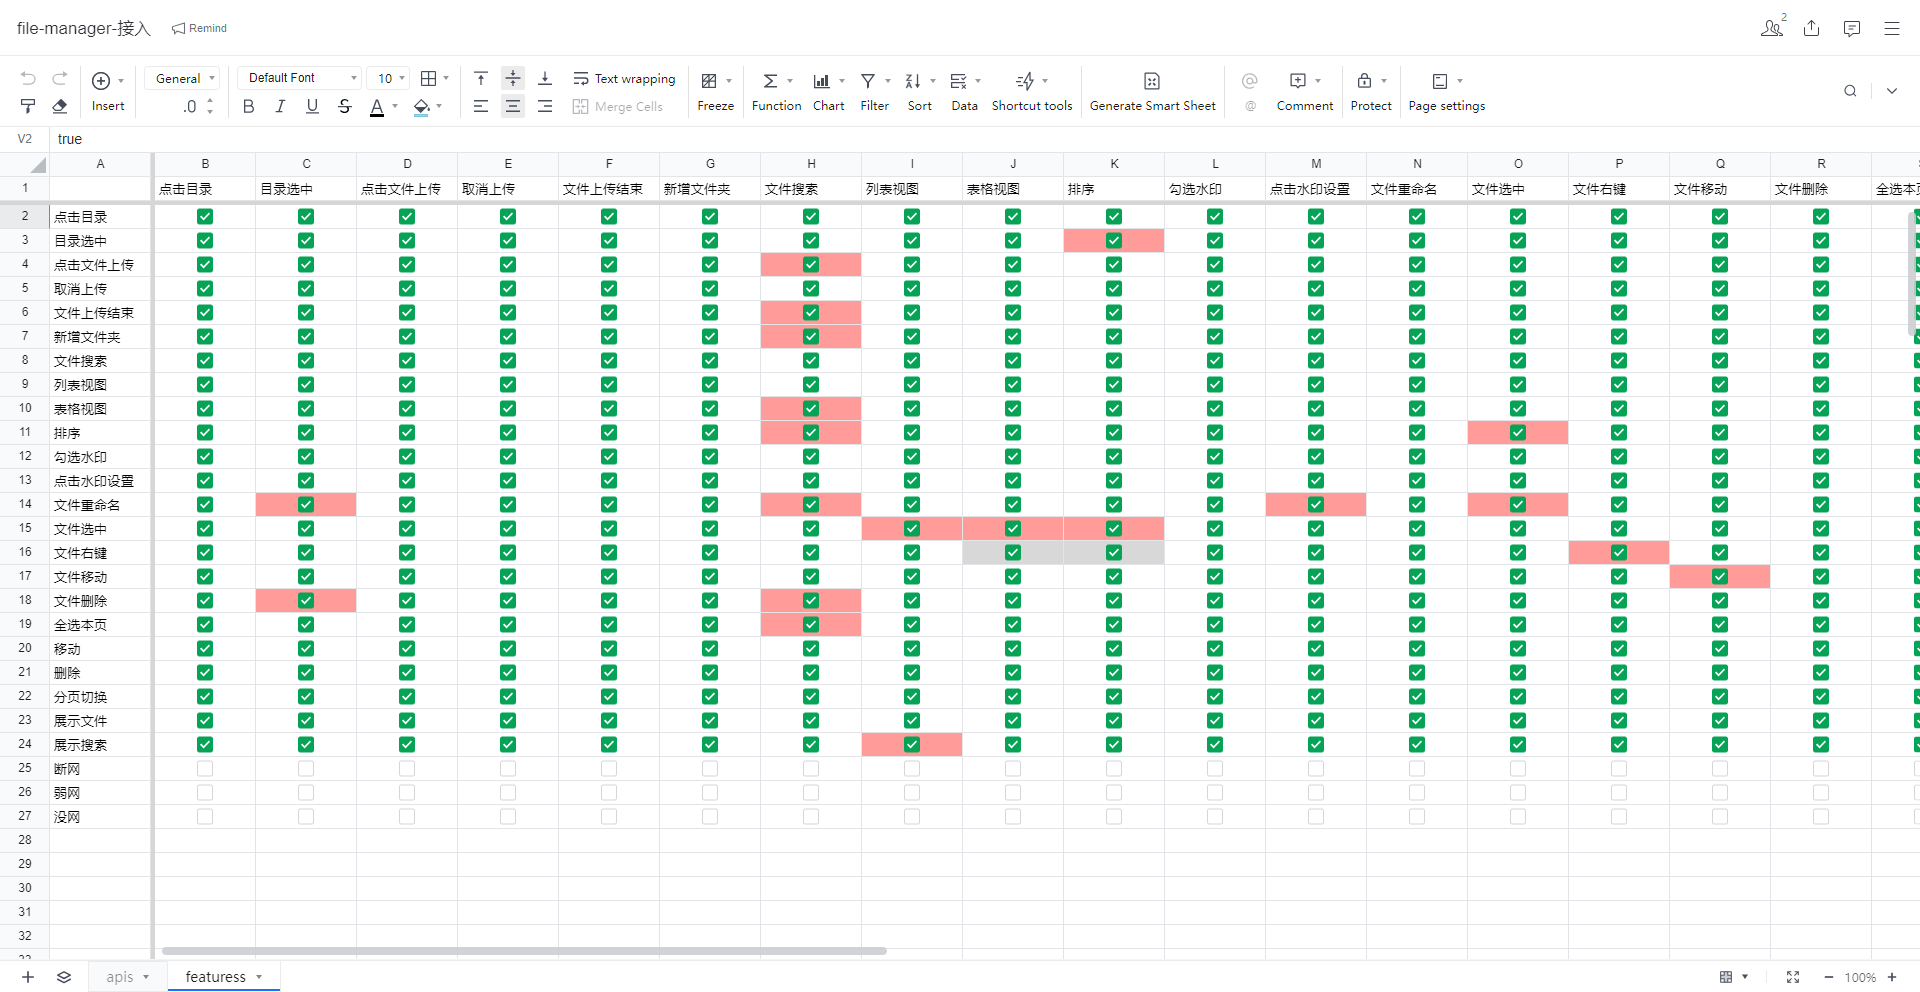 file-manager-接入 Remind 2
General Default Font 10 Text wrapping
Insert .0 B I U S A Merge Cells Freeze Function Chart Filter Sort Data Shortcut tools Generate Smart Sheet @ Comment Protect Page settings
V2 true
A B C D E F G H I J K L M N O P Q R
1 点击目录 目录选中 点击文件上传 取消上传 文件上传结束 新增文件夹 文件搜索 列表视图 表格视图 排序 勾选水印 点击水印设置 文件重命名 文件选中 文件右键 文件移动 文件删除 全选本页
2 点击目录
3 目录选中
4 点击文件上传
5 取消上传
6 文件上传结束
7 新增文件夹
8 文件搜索
9 列表视图
10 表格视图
11 排序
12 勾选水印
13 点击水印设置
14 文件重命名
15 文件选中
16 文件右键
17 文件移动
18 文件删除
19 全选本页
20 移动
21 删除
22 分页切换
23 展示文件
24 展示搜索
25 断网
26 弱网
27 没网
28
29
30
31
32
apis featuress 100%